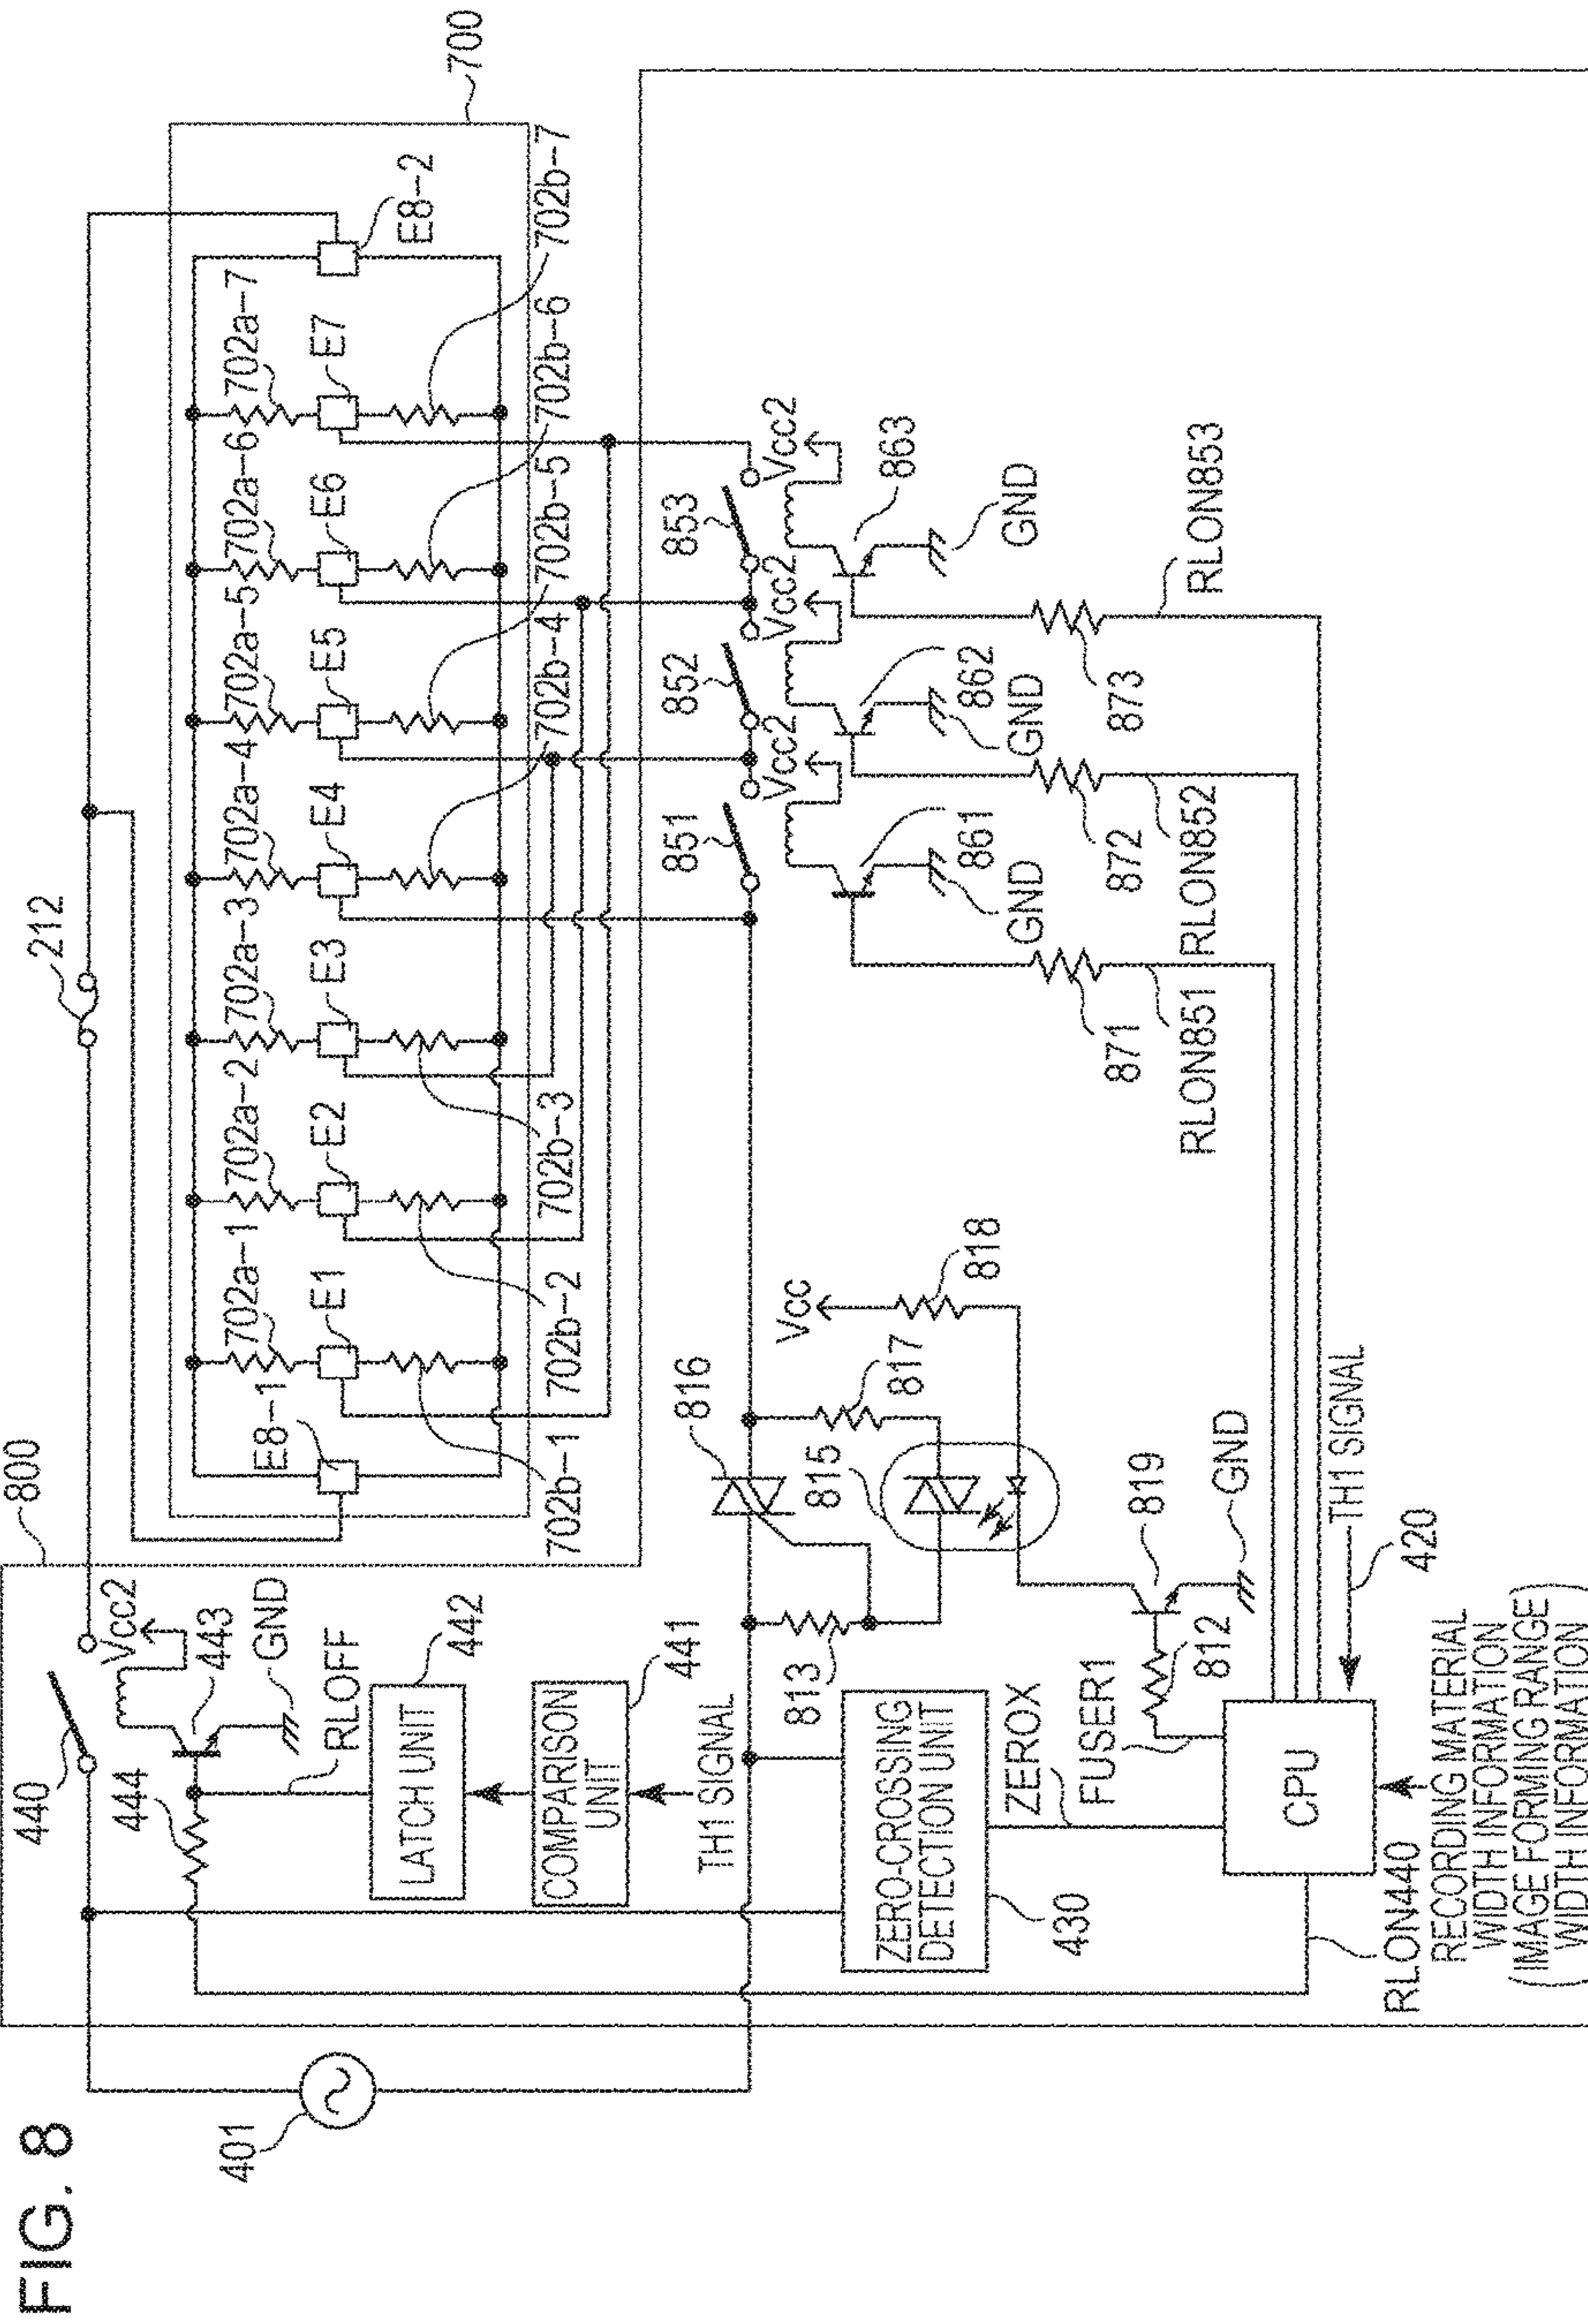 FIG. 8
401
800
440
444
Vcc2
443
GND
RLOFF
LATCH UNIT
442
COMPARISON
UNIT
441
TH1 SIGNAL
ZERO-CROSSING
DETECTION UNIT
430
ZEROX
FUSER1
812
CPU
RLON440
RECORDING MATERIAL
WIDTH INFORMATION
(IMAGE FORMING RANGE
WIDTH INFORMATION)
TH1 SIGNAL
420
813
815
816
817
818
Vcc
819
GND
212
700
E8-1
702a-1
702a-2
702a-3
702a-4
702a-5
702a-6
702a-7
E1
E2
E3
E4
E5
E6
E7
E8-2
702b-1
702b-2
702b-3
702b-4
702b-5
702b-6
702b-7
851
852
853
Vcc2
Vcc2
Vcc2
861
862
863
GND
GND
GND
871
872
873
RLON851
RLON852
RLON853